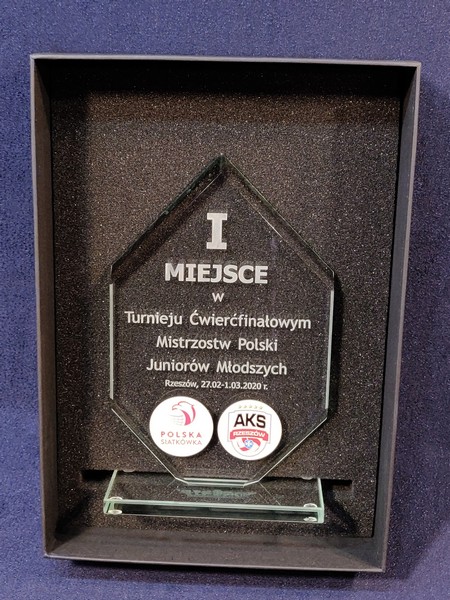 I
MIEJSCE
w
Turnieju Ćwierćfinałowym
Mistrzostw Polski
Juniorów Młodszych
Rzeszów, 27.02-1.03.2020 r.
POLSKA
SIATKÓWKA
AKS
RZESZÓW